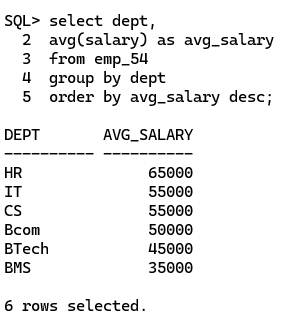 SQL> select dept,
  2  avg(salary) as avg_salary
  3  from emp_54
  4  group by dept
  5  order by avg_salary desc;

DEPT       AVG_SALARY
---------- ----------
HR              65000
IT              55000
CS              55000
Bcom            50000
BTech           45000
BMS             35000

6 rows selected.